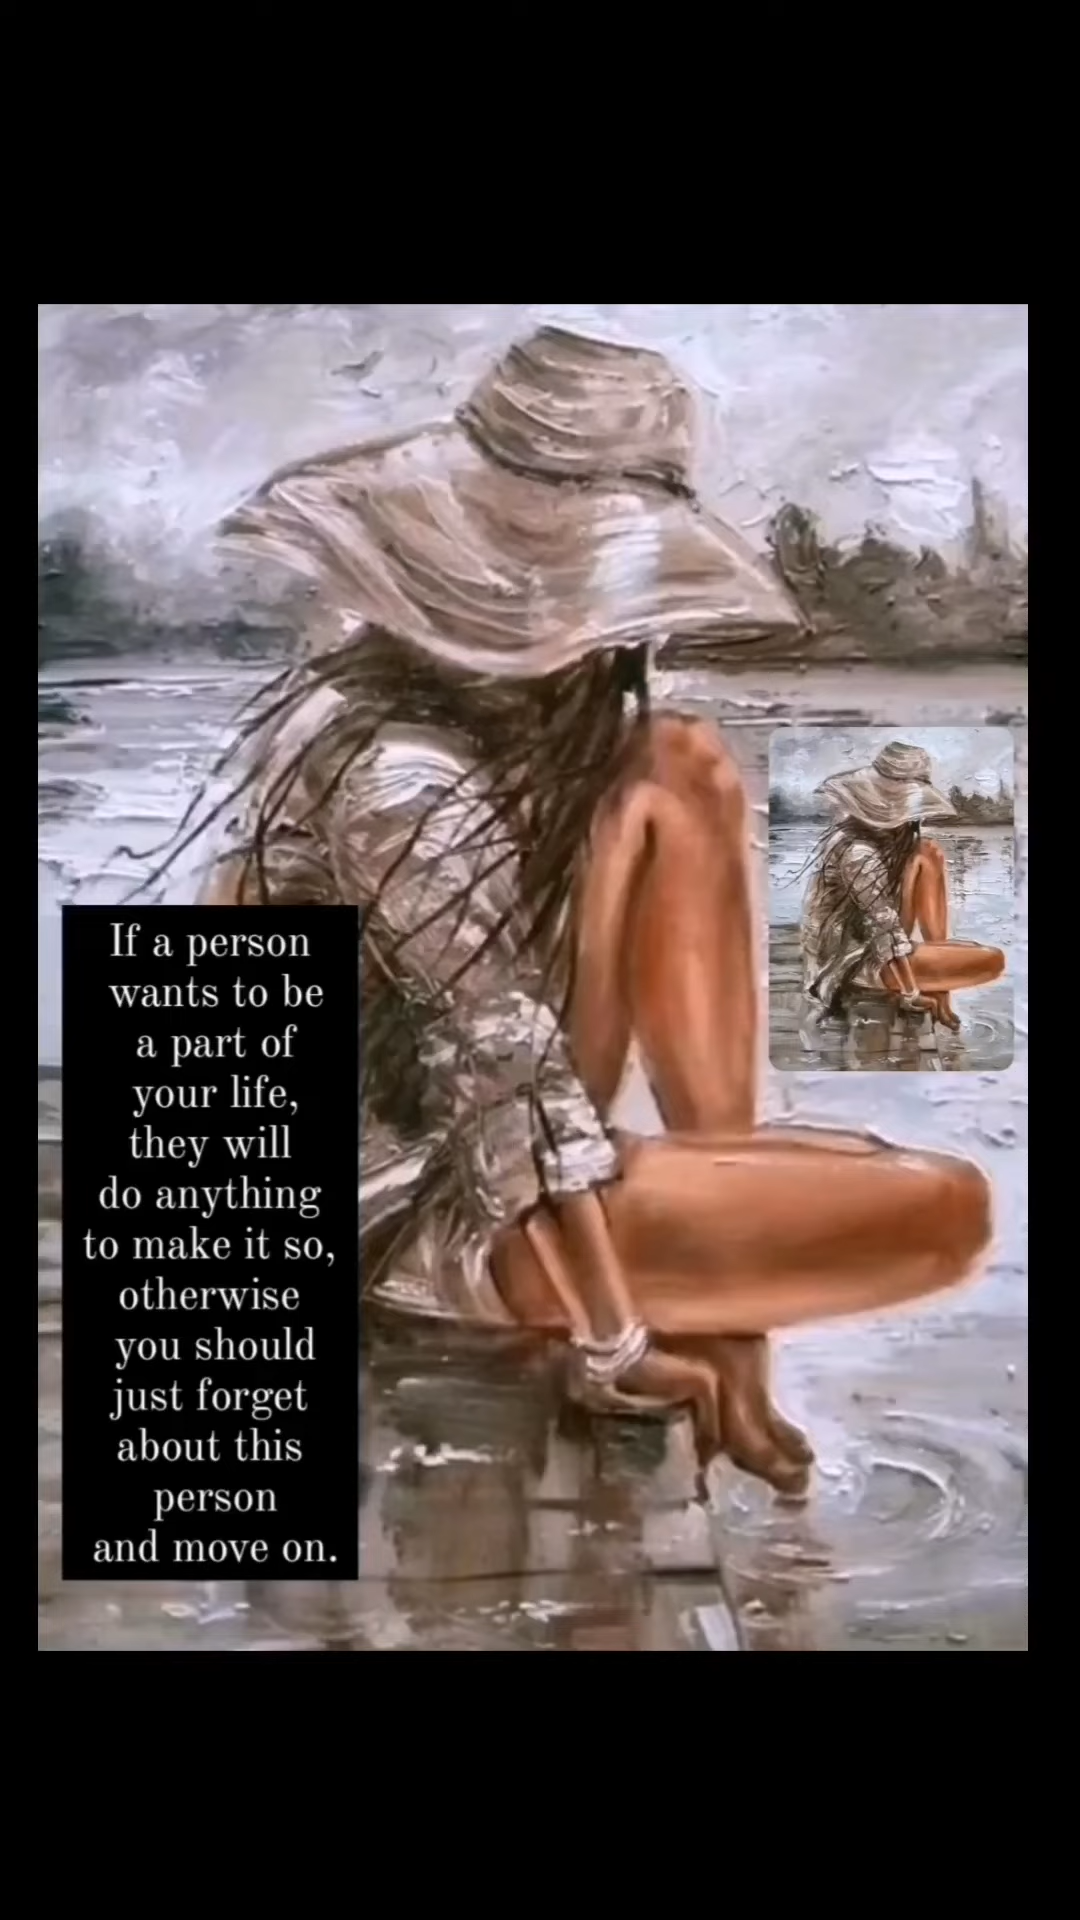 If a person
wants to be
a part of
your life,
they will
do anything
to make it so,
otherwise
you should
just forget
about this
person
and move on.